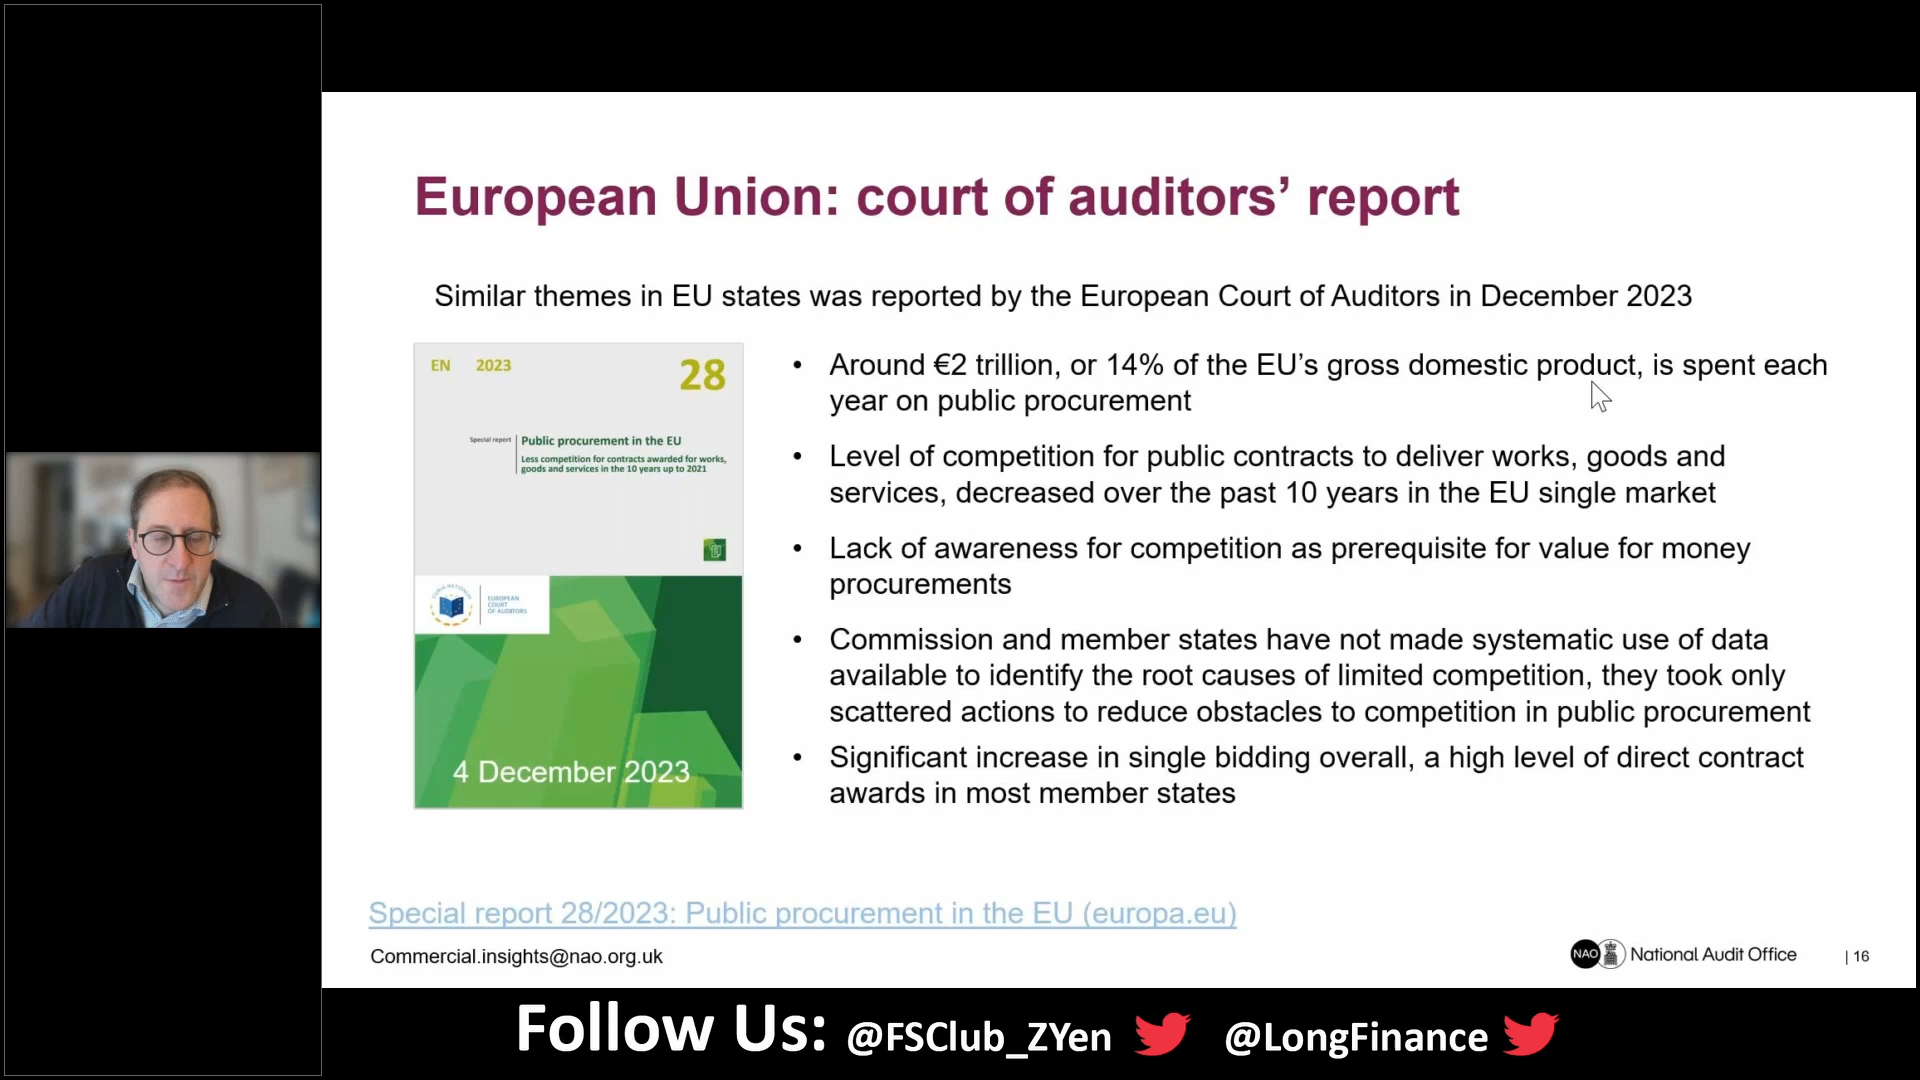 European Union: court of auditors’ report
Similar themes in EU states was reported by the European Court of Auditors in December 2023
EN 2023 28
Special report
Public procurement in the EU
Less competition for contracts awarded for works,
goods and services in the 10 years up to 2021
EUROPEAN
COURT
OF AUDITORS
4 December 2023
• Around €2 trillion, or 14% of the EU’s gross domestic product, is spent each
year on public procurement
• Level of competition for public contracts to deliver works, goods and
services, decreased over the past 10 years in the EU single market
• Lack of awareness for competition as prerequisite for value for money
procurements
• Commission and member states have not made systematic use of data
available to identify the root causes of limited competition, they took only
scattered actions to reduce obstacles to competition in public procurement
• Significant increase in single bidding overall, a high level of direct contract
awards in most member states
Special report 28/2023: Public procurement in the EU (europa.eu)
Commercial.insights@nao.org.uk
NAO National Audit Office
| 16
Follow Us: @FSClub_ZYen @LongFinance